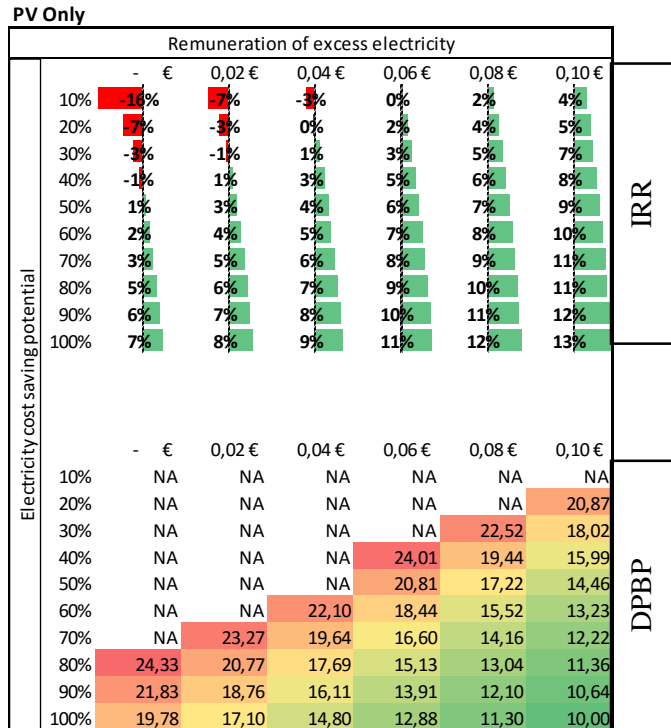 PV Only
Remuneration of excess electricity
- € 0,02 € 0,04 € 0,06 € 0,08 € 0,10 €
10% -16% -7% -3% 0% 2% 4%
20% -7% -3% 0% 2% 4% 5%
30% -3% -1% 1% 3% 5% 7%
40% -1% 1% 3% 5% 6% 8%
50% 1% 3% 4% 6% 7% 9%
60% 2% 4% 5% 7% 8% 10%
70% 3% 5% 6% 8% 9% 11%
80% 5% 6% 7% 9% 10% 11%
90% 6% 7% 8% 10% 11% 12%
100% 7% 8% 9% 11% 12% 13%
IRR
Electricity cost saving potential
- € 0,02 € 0,04 € 0,06 € 0,08 € 0,10 €
10% NA NA NA NA NA NA
20% NA NA NA NA NA 20,87
30% NA NA NA NA 22,52 18,02
40% NA NA NA 24,01 19,44 15,99
50% NA NA NA 20,81 17,22 14,46
60% NA NA 22,10 18,44 15,52 13,23
70% NA 23,27 19,64 16,60 14,16 12,22
80% 24,33 20,77 17,69 15,13 13,04 11,36
90% 21,83 18,76 16,11 13,91 12,10 10,64
100% 19,78 17,10 14,80 12,88 11,30 10,00
DPBP